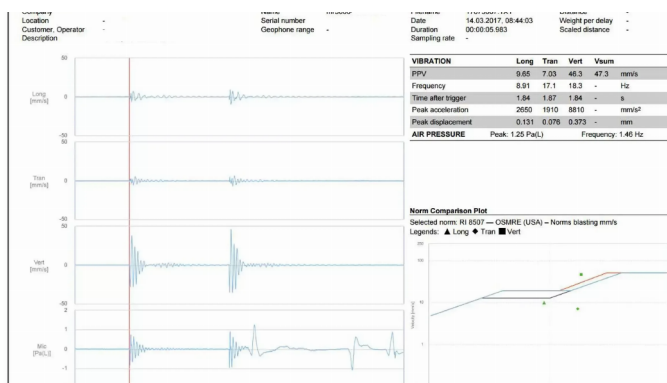 Location - Serial number Date 14.03.2017, 08:44:03 Weight per delay -
Customer, Operator - Geophone range - Duration 00:00:05.983 Scaled distance -
Description Sampling rate -
VIBRATION Long Tran Vert Vsum
PPV 9.65 7.03 46.3 47.3 mm/s
Frequency 8.91 17.1 18.3 - Hz
Time after trigger 1.84 1.87 1.84 - s
Peak acceleration 2650 1910 8810 - mm/s²
Peak displacement 0.131 0.076 0.373 - mm
AIR PRESSURE Peak: 1.25 Pa(L) Frequency: 1.46 Hz
50
Long
[mm/s]
0
-50
50
Tran
[mm/s]
0
-50
50
Vert
[mm/s]
0
-50
2
1
Mic
[Pa(L)]
0
-1
Norm Comparison Plot
Selected norm: RI 8507 — OSMRE (USA) – Norms blasting mm/s
Legends: ▲ Long ◆ Tran ■ Vert
100
10
1